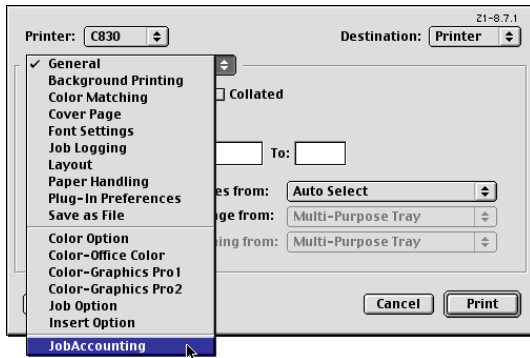 Z1-8.7.1
Printer: C830 Destination: Printer
General
Background Printing
Color Matching Collated
Cover Page
Font Settings
Job Logging To:
Layout
Paper Handling
Plug-In Preferences es from: Auto Select
Save as File ge from: Multi-Purpose Tray
Color Option ing from: Multi-Purpose Tray
Color-Office Color
Color-Graphics Pro1
Color-Graphics Pro2
Job Option Cancel Print
Insert Option
JobAccounting